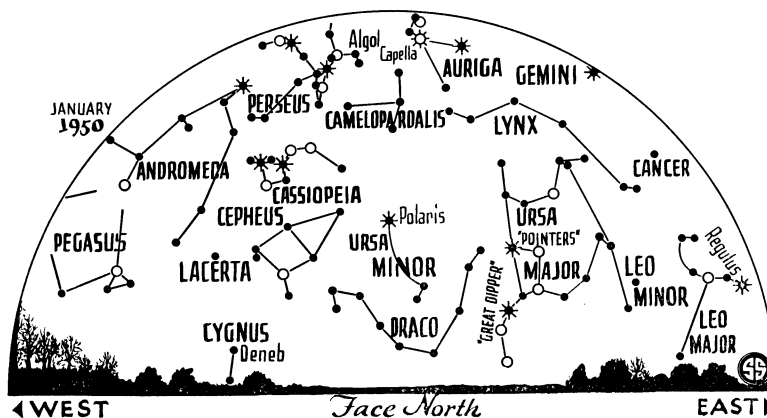 Algol
Capella
AURIGA
GEMINI
JANUARY
1950
PERSEUS
CAMELOPARDALIS
LYNX
ANDROMEDA
CANCER
CASSIOPEIA
CEPHEUS
Polaris
URSA
"POINTERS"
MAJOR
PEGASUS
URSA
MINOR
Regulus
LACERTA
LEO
MINOR
"GREAT DIPPER"
CYGNUS
Deneb
DRACO
LEO
MAJOR
SS
WEST
Face North
EAST